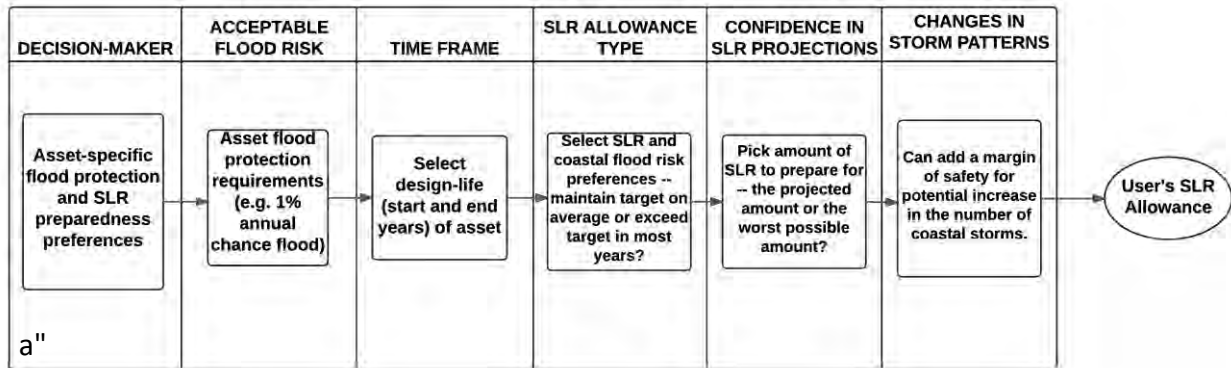 DECISION-MAKER
ACCEPTABLE
FLOOD RISK
TIME FRAME
SLR ALLOWANCE
TYPE
CONFIDENCE IN
SLR PROJECTIONS
CHANGES IN
STORM PATTERNS
Asset-specific
flood protection
and SLR
preparedness
preferences
Asset flood
protection
requirements
(e.g. 1%
annual
chance flood)
Select
design-life
(start and end
years) of asset
Select SLR and
coastal flood risk
preferences --
maintain target on
average or exceed
target in most
years?
Pick amount of
SLR to prepare for
-- the projected
amount or the
worst possible
amount?
Can add a margin
of safety for
potential increase
in the number of
coastal storms.
User's SLR
Allowance
a"